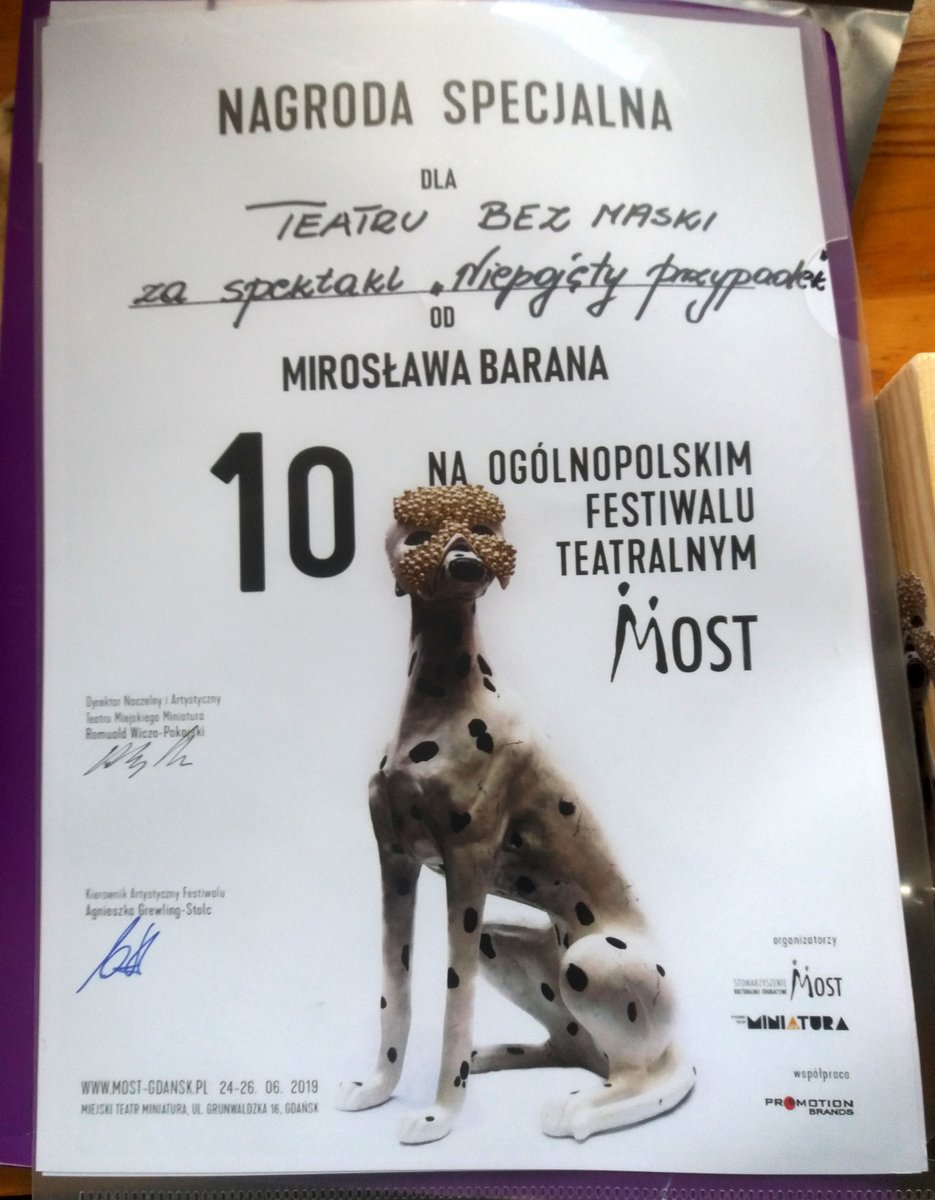 NAGRODA SPECJALNA
DLA
TEATRU BEZ MASKI
za spektakl „Niepojęty przypadek
OD
MIROSŁAWA BARANA
10 NA OGÓLNOPOLSKIM
FESTIWALU
TEATRALNYM
MOST
Dyrektor Naczelny i Artystyczny
Teatru Miejskiego Miniatura
Romuald Wicza-Pokojski
Kierownik Artystyczny Festiwalu
Agnieszka Grewling-Stolc
organizatorzy
STOWARZYSZENIE
MOST
MINIATURA
współpraca
PROMOTION
BRANDS
WWW.MOST-GDAŃSK.PL 24-26. 06. 2019
MIEJSKI TEATR MINIATURA, UL. GRUNWALDZKA 16, GDAŃSK